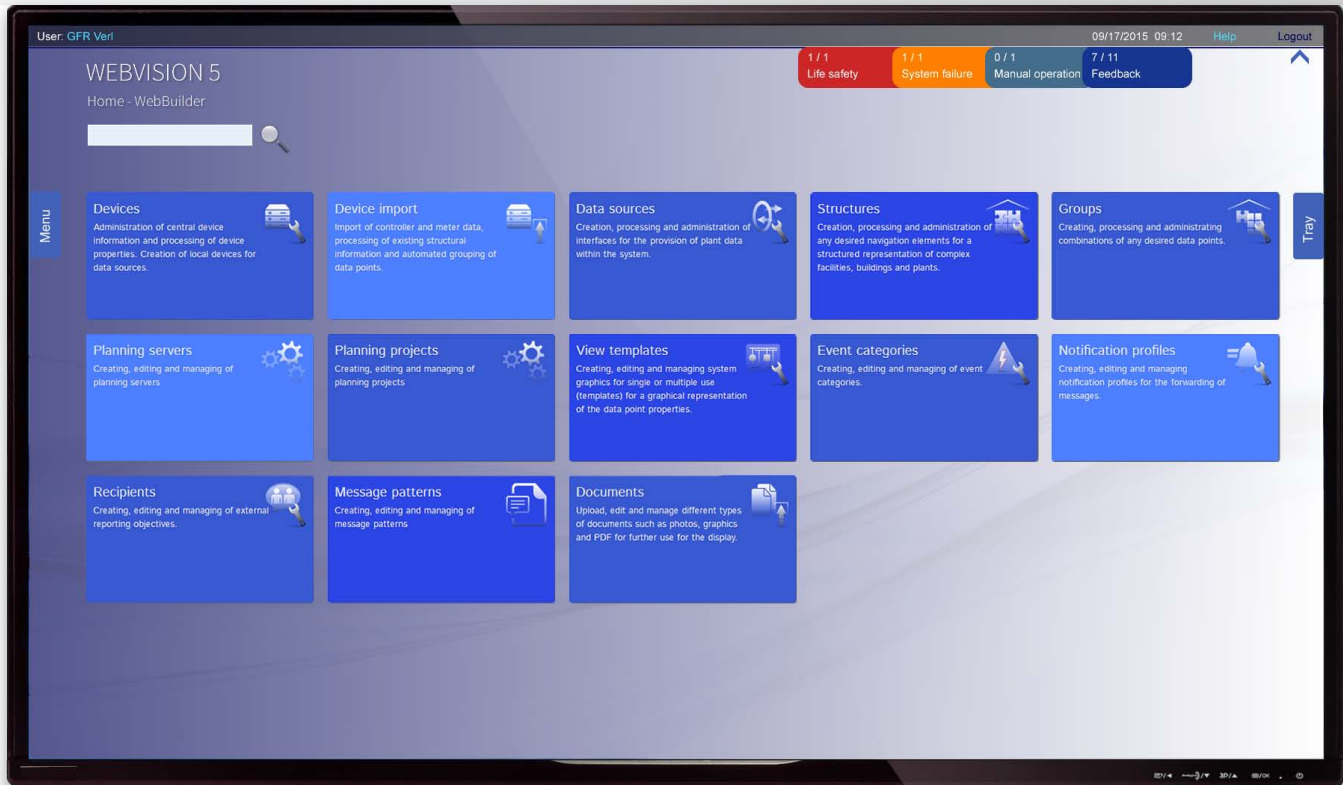 User: GFR Verl
09/17/2015 09:12 Help Logout
1 / 1
Life safety
1 / 1
System failure
0 / 1
Manual operation
7 / 11
Feedback
WEBVISION 5
Home - WebBuilder
Menu
Tray
Devices
Administration of central device
information and processing of device
properties. Creation of local devices for
data sources.
Device import
Import of controller and meter data,
processing of existing structural
information and automated grouping of
data points.
Data sources
Creation, processing and administration of
interfaces for the provision of plant data
within the system.
Structures
Creation, processing and administration of
any desired navigation elements for a
structured representation of complex
facilities, buildings and plants.
Groups
Creating, processing and administrating
combinations of any desired data points.
Planning servers
Creating, editing and managing of
planning servers
Planning projects
Creating, editing and managing of
planning projects
View templates
Creating, editing and managing system
graphics for single or multiple use
(templates) for a graphical representation
of the data point properties.
Event categories
Creating, editing and managing of event
categories.
Notification profiles
Creating, editing and managing
notification profiles for the forwarding of
messages.
Recipients
Creating, editing and managing of external
reporting objectives.
Message patterns
Creating, editing and managing of
message patterns
Documents
Upload, edit and manage different types
of documents such as photos, graphics
and PDF for further use for the display.
3D/▲